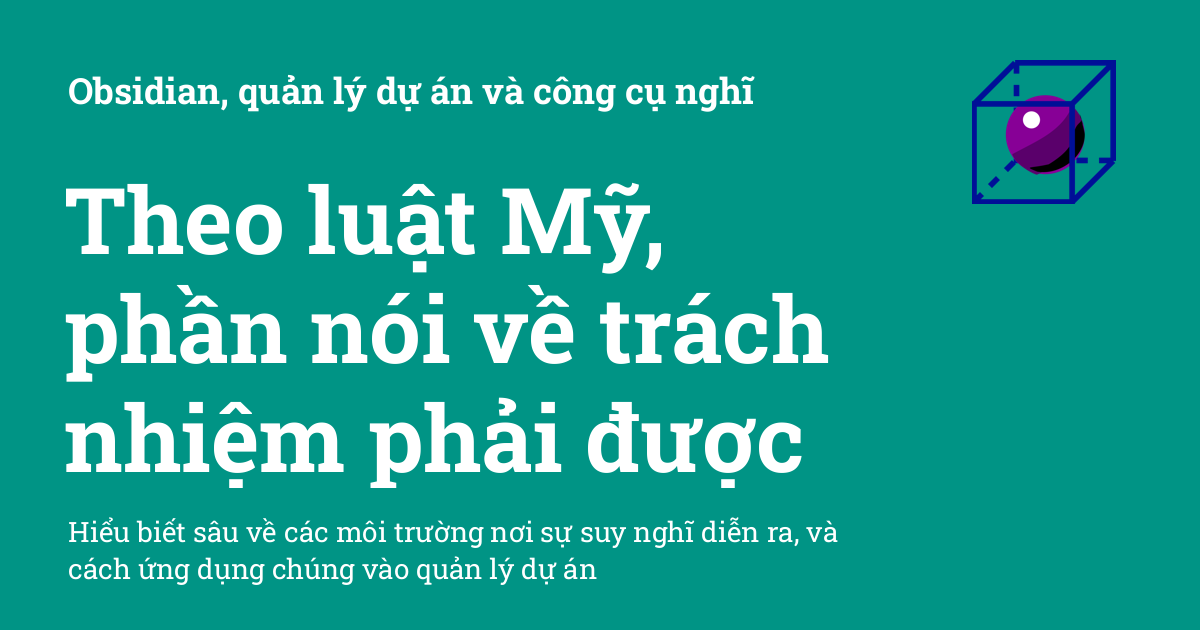 Obsidian, quản lý dự án và công cụ nghĩ
Theo luật Mỹ,
phần nói về trách
nhiệm phải được
Hiểu biết sâu về các môi trường nơi sự suy nghĩ diễn ra, và
cách ứng dụng chúng vào quản lý dự án